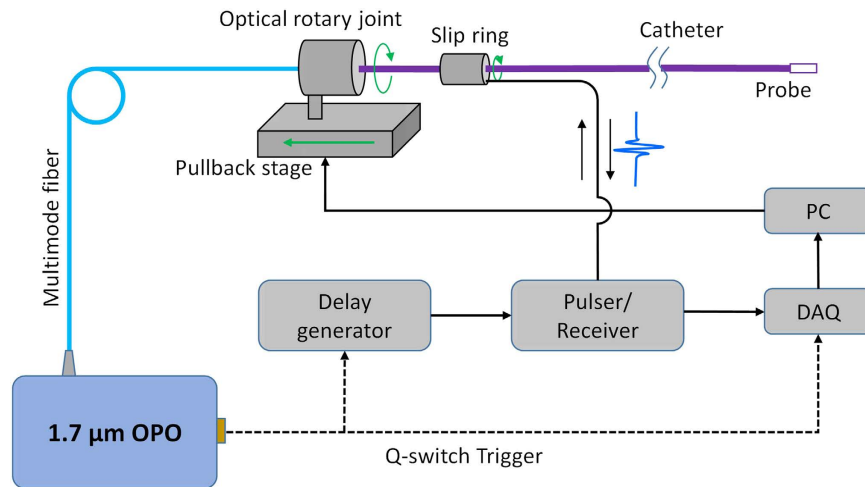 Optical rotary joint
Slip ring
Catheter
Probe
Pullback stage
Multimode fiber
PC
Delay
generator
Pulser/
Receiver
DAQ
1.7 µm OPO
Q-switch Trigger